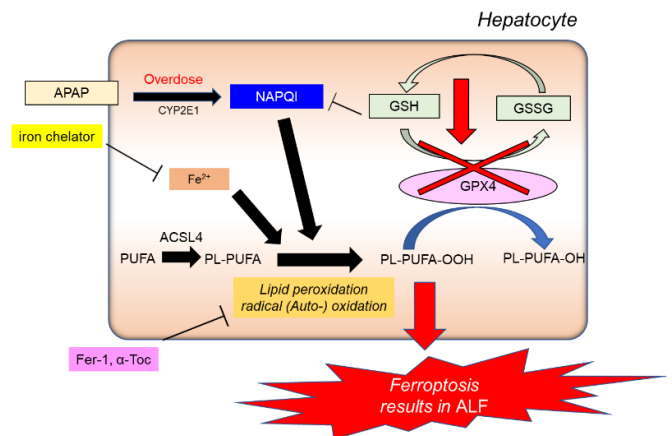 Hepatocyte
Overdose
APAP
CYP2E1
NAPQI
GSH
GSSG
iron chelator
Fe²⁺
GPX4
ACSL4
PUFA
PL-PUFA
PL-PUFA-OOH
PL-PUFA-OH
Lipid peroxidation
radical (Auto-) oxidation
Fer-1, α-Toc
Ferroptosis
results in ALF